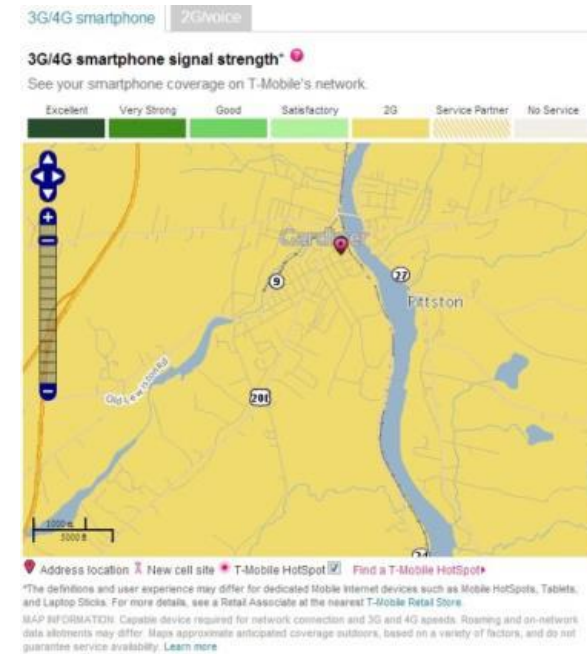 3G/4G smartphone
2G/voice
3G/4G smartphone signal strength* ?
See your smartphone coverage on T-Mobile's network.
Excellent Very Strong Good Satisfactory 2G Service Partner No Service
Gardiner
9
27
Pittston
Old Lewiston Rd
201
1000 m
5000 ft
Address location New cell site T-Mobile HotSpot Find a T-Mobile HotSpot
*The definitions and user experience may differ for dedicated Mobile Internet devices such as Mobile HotSpots, Tablets,
and Laptop Sticks. For more details, see a Retail Associate at the nearest T-Mobile Retail Store.
MAP INFORMATION: Capable device required for network connection and 3G and 4G speeds. Roaming and on-network
data allotments may differ. Maps approximate anticipated coverage outdoors, based on a variety of factors, and do not
guarantee service availability. Learn more